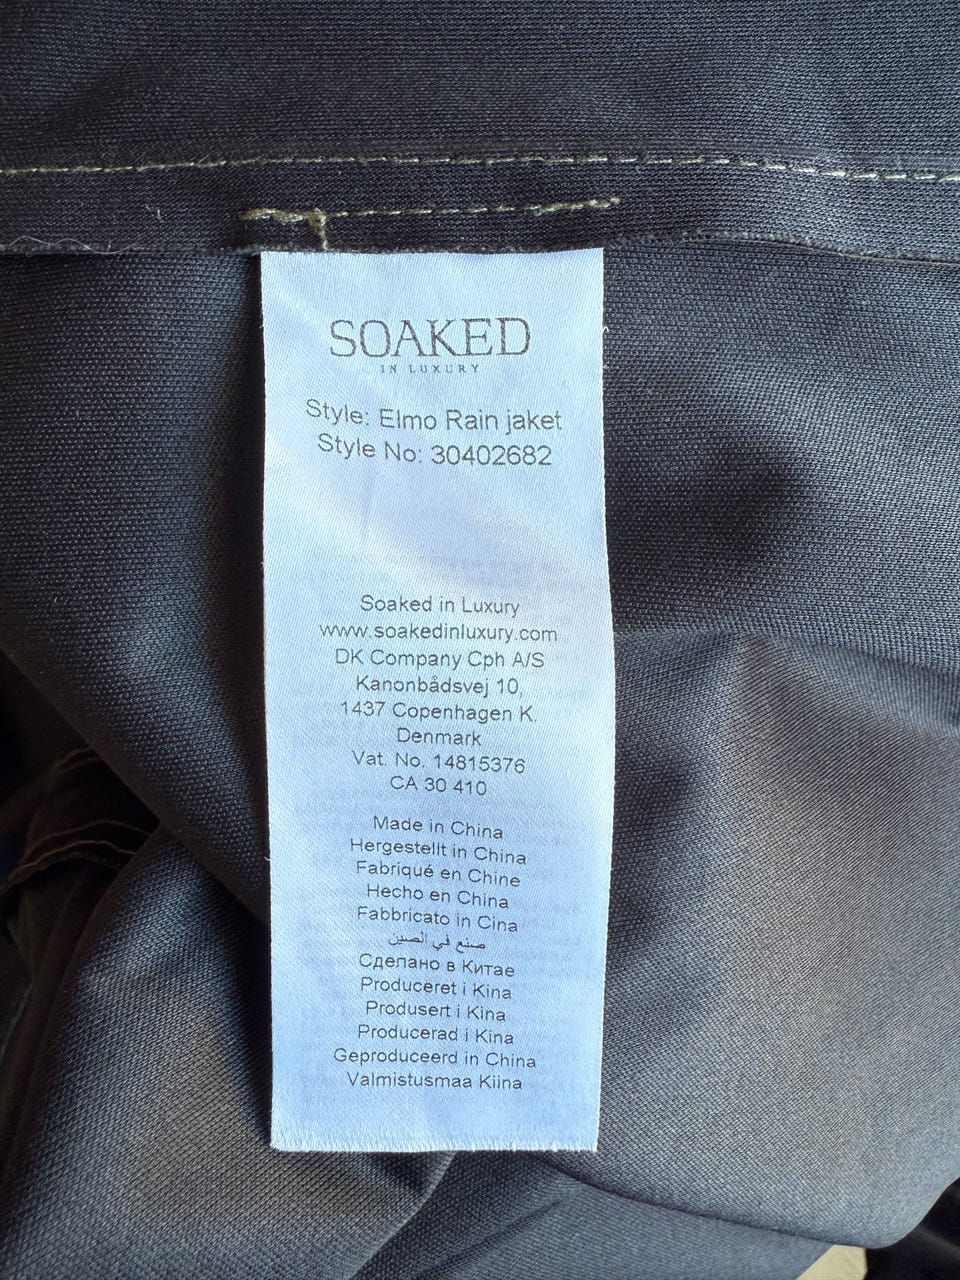 SOAKED
IN LUXURY
Style: Elmo Rain jaket
Style No: 30402682
Soaked in Luxury
www.soakedinluxury.com
DK Company Cph A/S
Kanonbådsvej 10,
1437 Copenhagen K.
Denmark
Vat. No. 14815376
CA 30 410
Made in China
Hergestellt in China
Fabriqué en Chine
Hecho en China
Fabbricato in Cina
صنع في الصين
Сделано в Китае
Produceret i Kina
Produsert i Kina
Producerad i Kina
Geproduceerd in China
Valmistusmaa Kiina